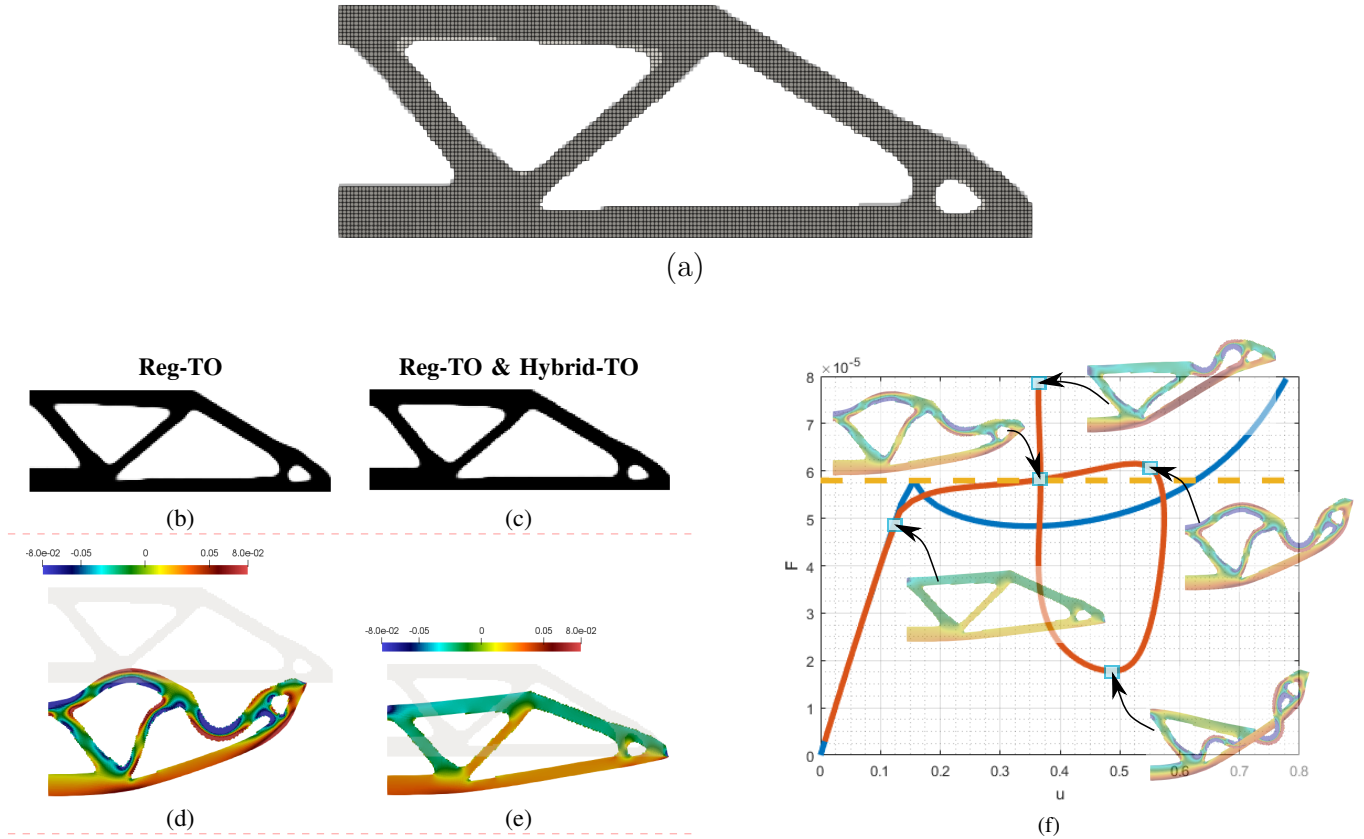 (a)
Reg-TO
Reg-TO & Hybrid-TO
(b)
(c)
-8.0e-02 -0.05 0 0.05 8.0e-02
-8.0e-02 -0.05 0 0.05 8.0e-02
(d)
(e)
×10⁻⁵
8
7
6
5
4
3
2
1
0
F
0 0.1 0.2 0.3 0.4 0.5 0.6 0.7 0.8
u
(f)